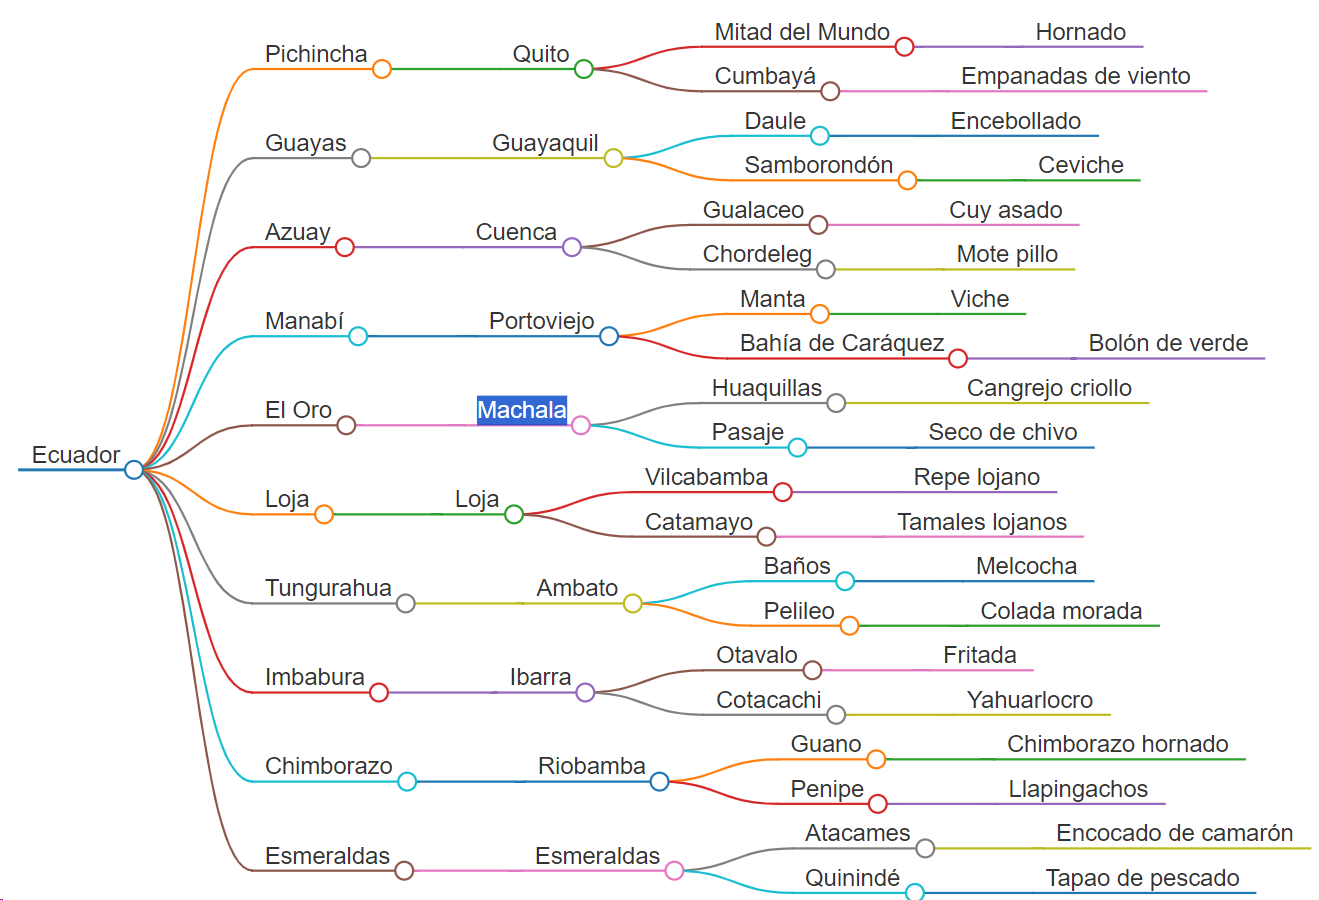 Ecuador
Pichincha
Quito
Mitad del Mundo
Hornado
Cumbayá
Empanadas de viento
Guayas
Guayaquil
Daule
Encebollado
Samborondón
Ceviche
Azuay
Cuenca
Gualaceo
Cuy asado
Chordeleg
Mote pillo
Manabí
Portoviejo
Manta
Viche
Bahía de Caráquez
Bolón de verde
El Oro
Machala
Huaquillas
Cangrejo criollo
Pasaje
Seco de chivo
Loja
Loja
Vilcabamba
Repe lojano
Catamayo
Tamales lojanos
Tungurahua
Ambato
Baños
Melcocha
Pelileo
Colada morada
Imbabura
Ibarra
Otavalo
Fritada
Cotacachi
Yahuarlocro
Chimborazo
Riobamba
Guano
Chimborazo hornado
Penipe
Llapingachos
Esmeraldas
Esmeraldas
Atacames
Encocado de camarón
Quinindé
Tapao de pescado